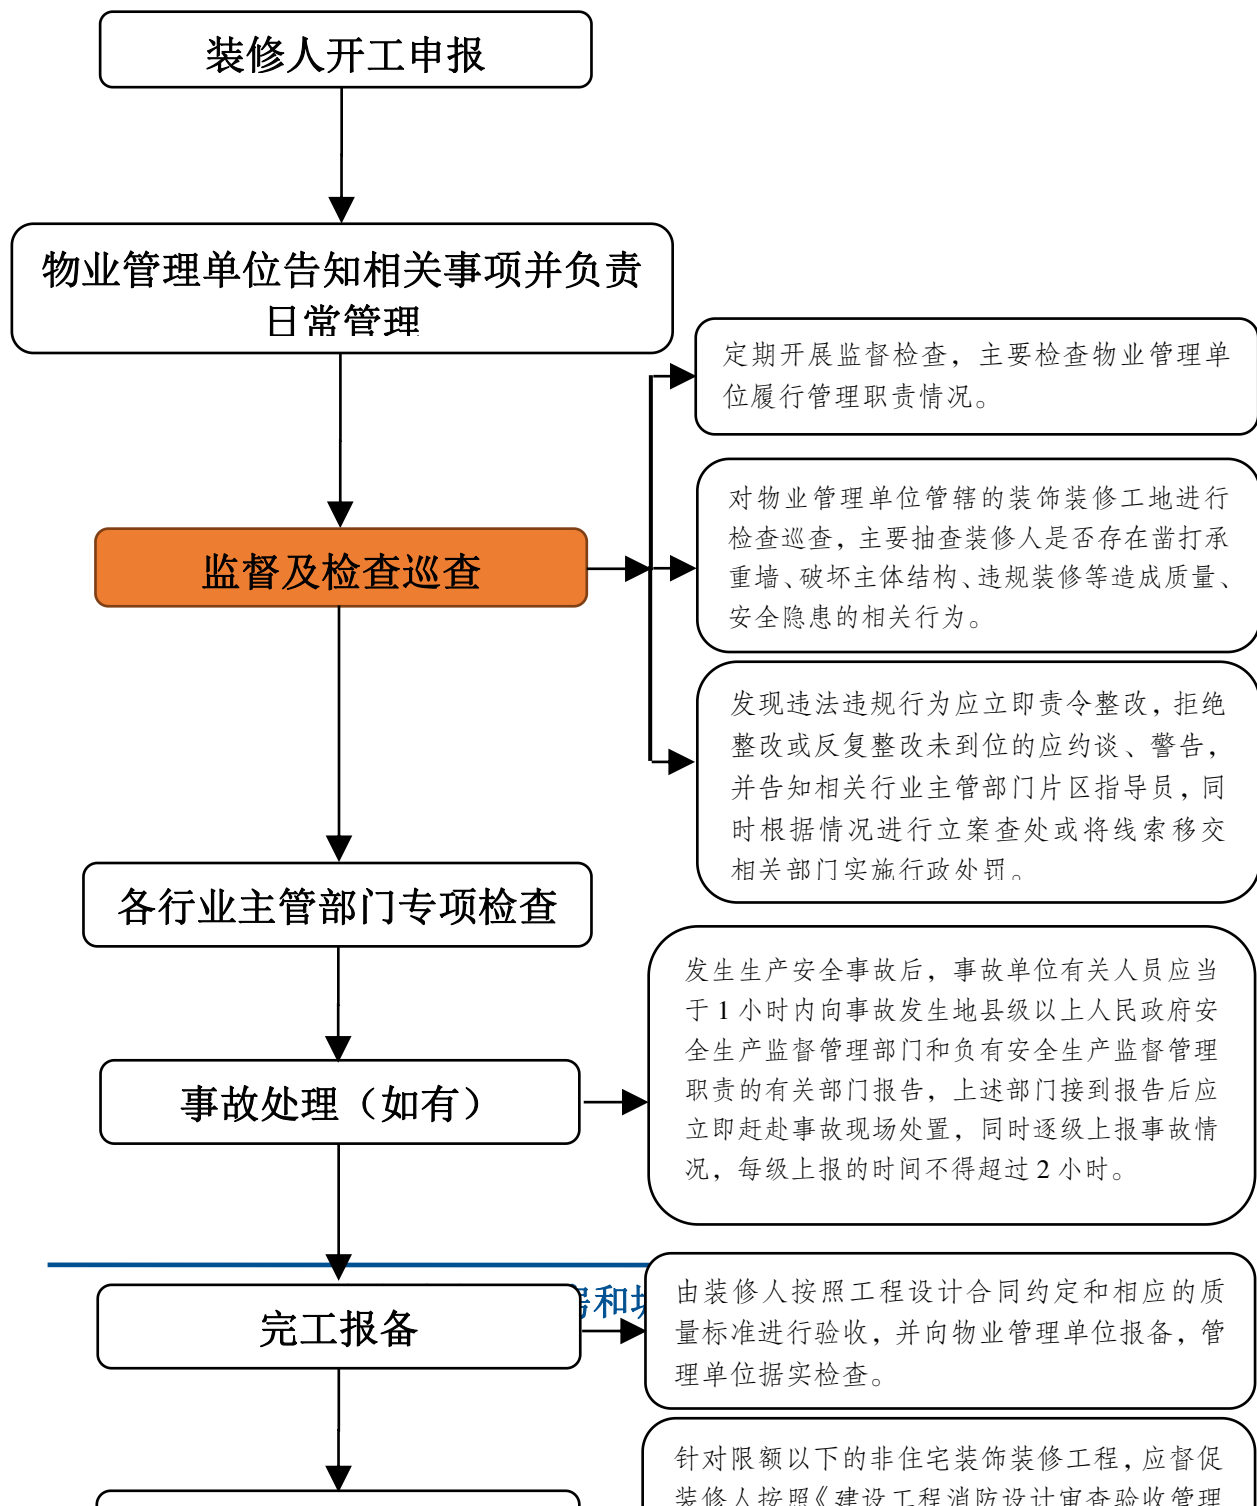 装修人开工申报
物业管理单位告知相关事项并负责
日常管理
定期开展监督检查，主要检查物业管理单
位履行管理职责情况。
监督及检查巡查
对物业管理单位管辖的装饰装修工地进行
检查巡查，主要抽查装修人是否存在凿打承
重墙、破坏主体结构、违规装修等造成质量、
安全隐患的相关行为。
发现违法违规行为应立即责令整改，拒绝
整改或反复整改未到位的应约谈、警告，
并告知相关行业主管部门片区指导员，同
时根据情况进行立案查处或将线索移交
相关部门实施行政处罚。
各行业主管部门专项检查
事故处理（如有）
发生生产安全事故后，事故单位有关人员应当
于 1 小时内向事故发生地县级以上人民政府安
全生产监督管理部门和负有安全生产监督管理
职责的有关部门报告，上述部门接到报告后应
立即赶赴事故现场处置，同时逐级上报事故情
况，每级上报的时间不得超过 2 小时。
和
完工报备
由装修人按照工程设计合同约定和相应的质
量标准进行验收，并向物业管理单位报备，管
理单位据实检查。
针对限额以下的非住宅装饰装修工程，应督促
装修人按照《建设工程消防设计审查验收管理